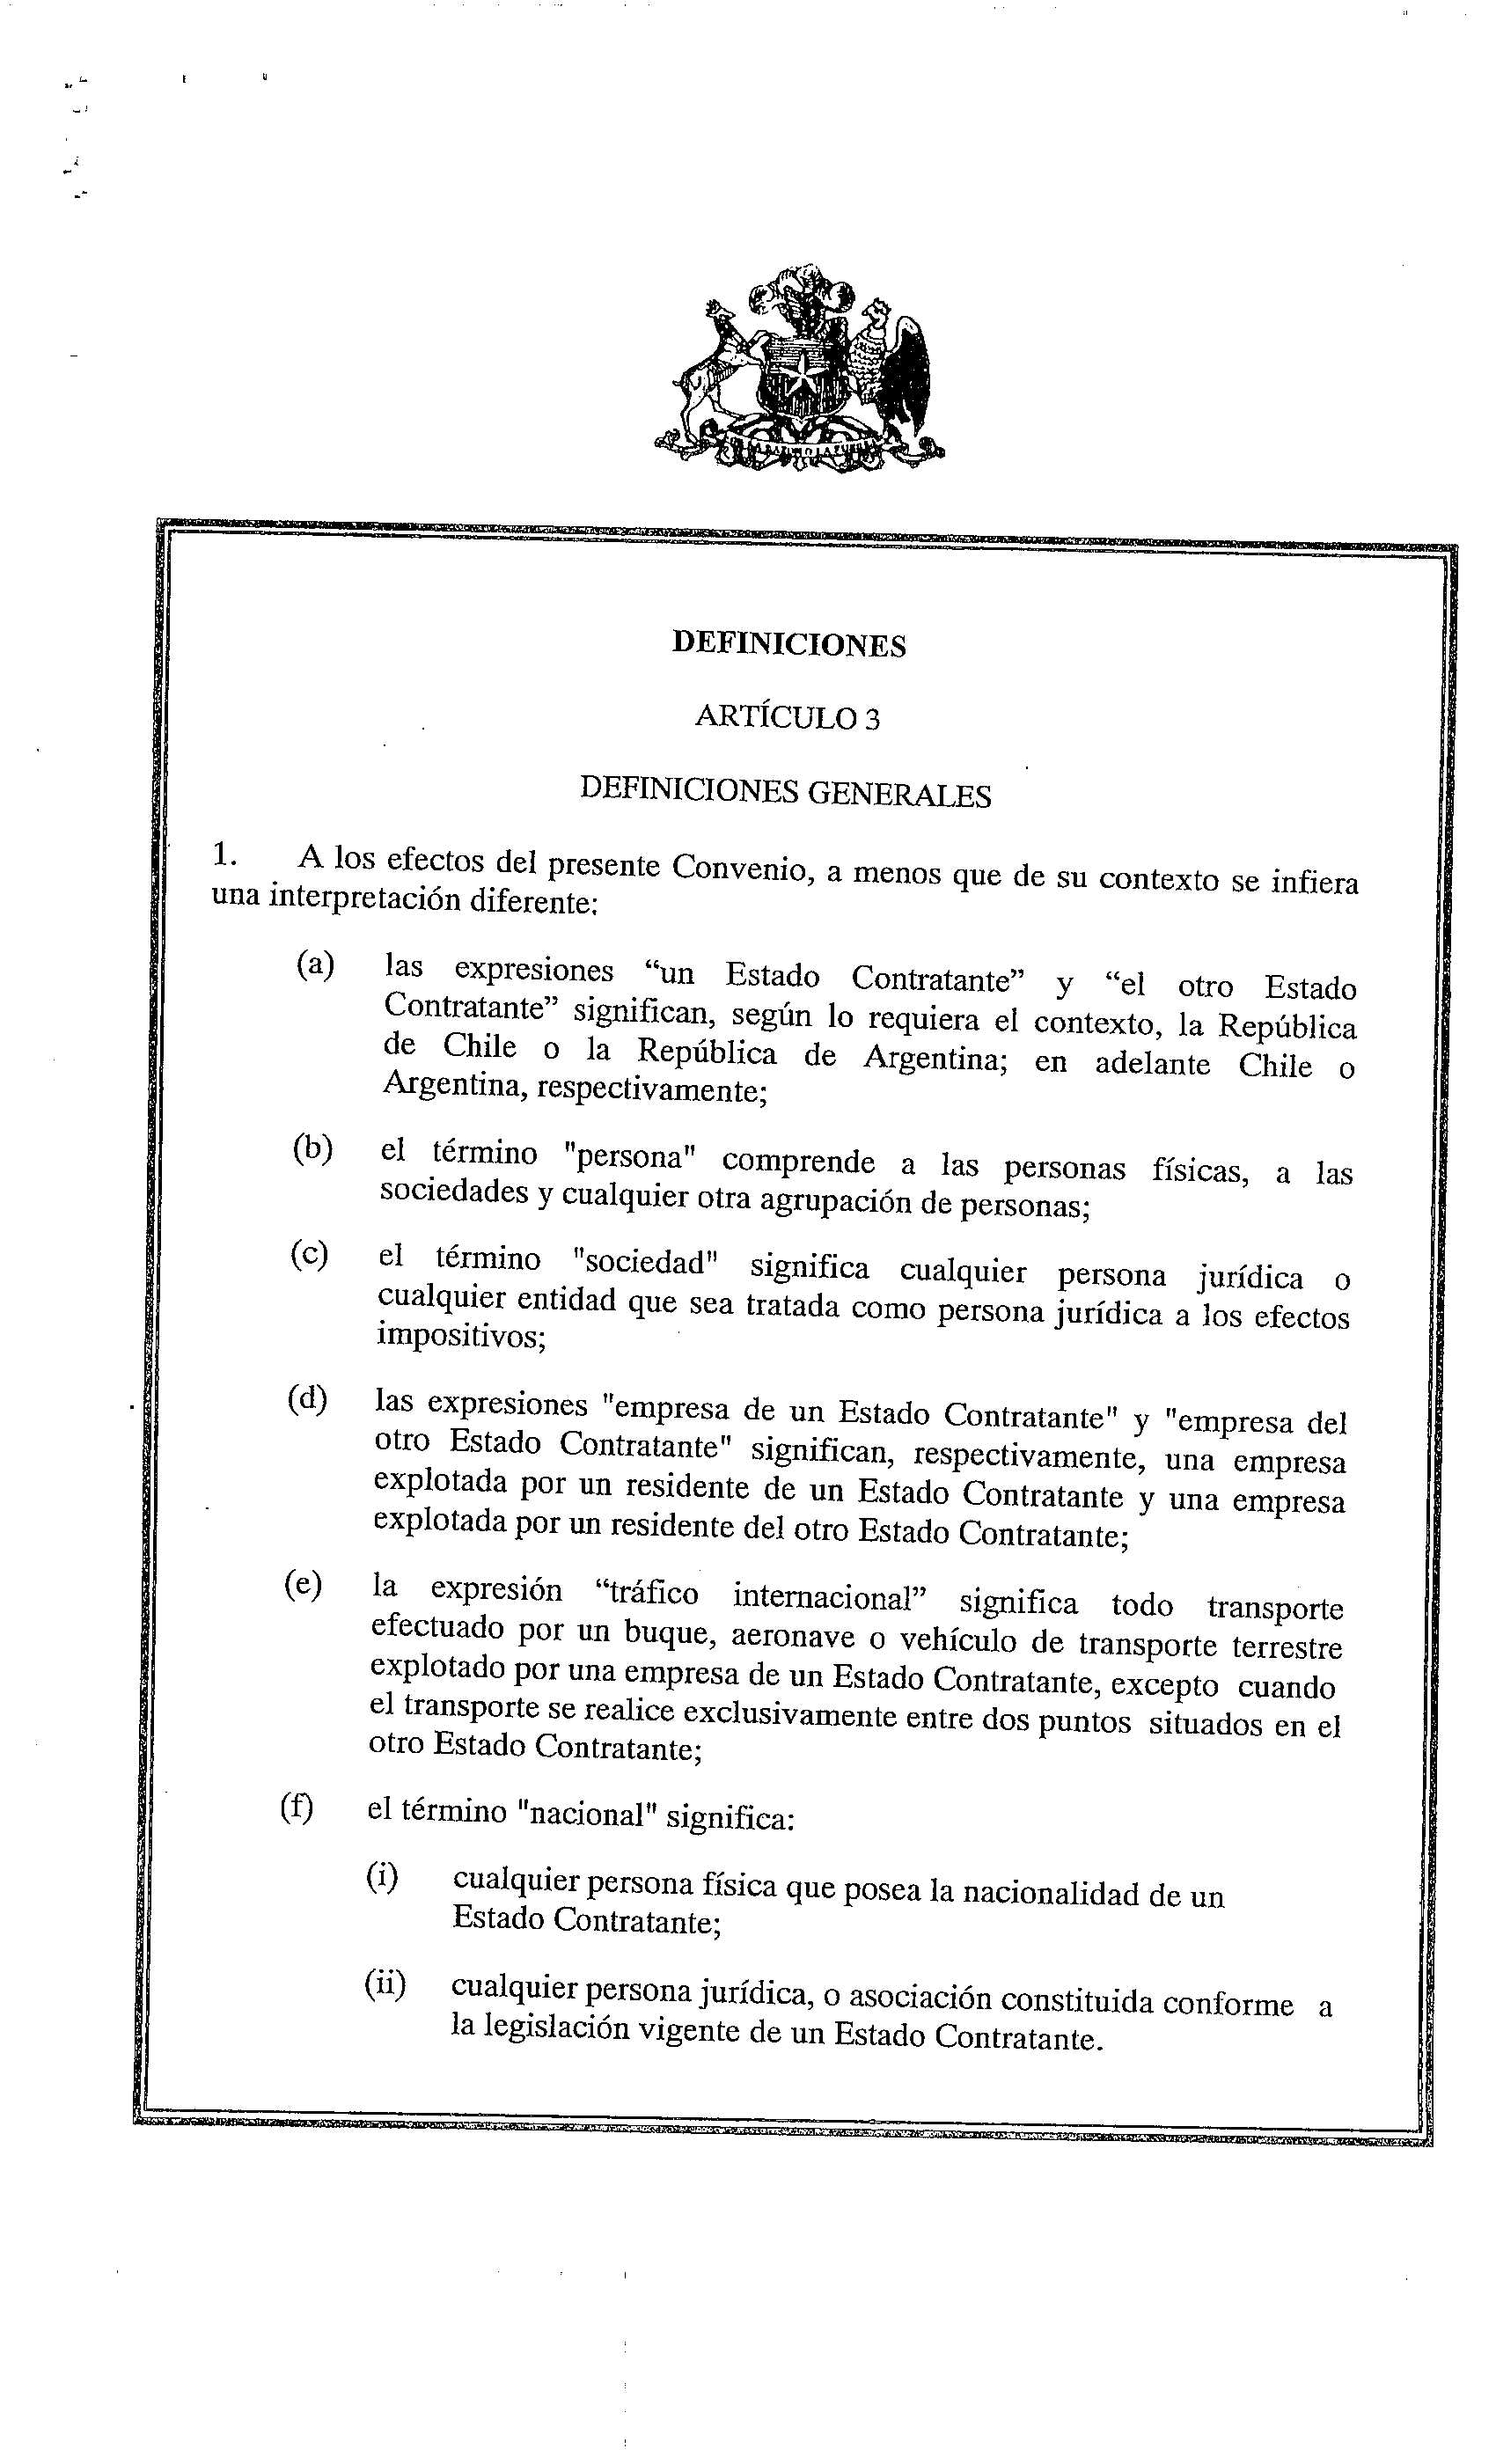 DEFINICIONES
ARTÍCULO 3
DEFINICIONES GENERALES
1. A los efectos del presente Convenio, a menos que de su contexto se infiera
una interpretación diferente:
(a) las expresiones “un Estado Contratante” y “el otro Estado
Contratante” significan, según lo requiera el contexto, la República
de Chile o la República de Argentina; en adelante Chile o
Argentina, respectivamente;
(b) el término "persona" comprende a las personas físicas, a las
sociedades y cualquier otra agrupación de personas;
(c) el término "sociedad" significa cualquier persona jurídica o
cualquier entidad que sea tratada como persona jurídica a los efectos
impositivos;
(d) las expresiones "empresa de un Estado Contratante" y "empresa del
otro Estado Contratante" significan, respectivamente, una empresa
explotada por un residente de un Estado Contratante y una empresa
explotada por un residente del otro Estado Contratante;
(e) la expresión “tráfico internacional” significa todo transporte
efectuado por un buque, aeronave o vehículo de transporte terrestre
explotado por una empresa de un Estado Contratante, excepto cuando
el transporte se realice exclusivamente entre dos puntos situados en el
otro Estado Contratante;
(f) el término "nacional" significa:
(i) cualquier persona física que posea la nacionalidad de un
Estado Contratante;
(ii) cualquier persona jurídica, o asociación constituida conforme a
la legislación vigente de un Estado Contratante.